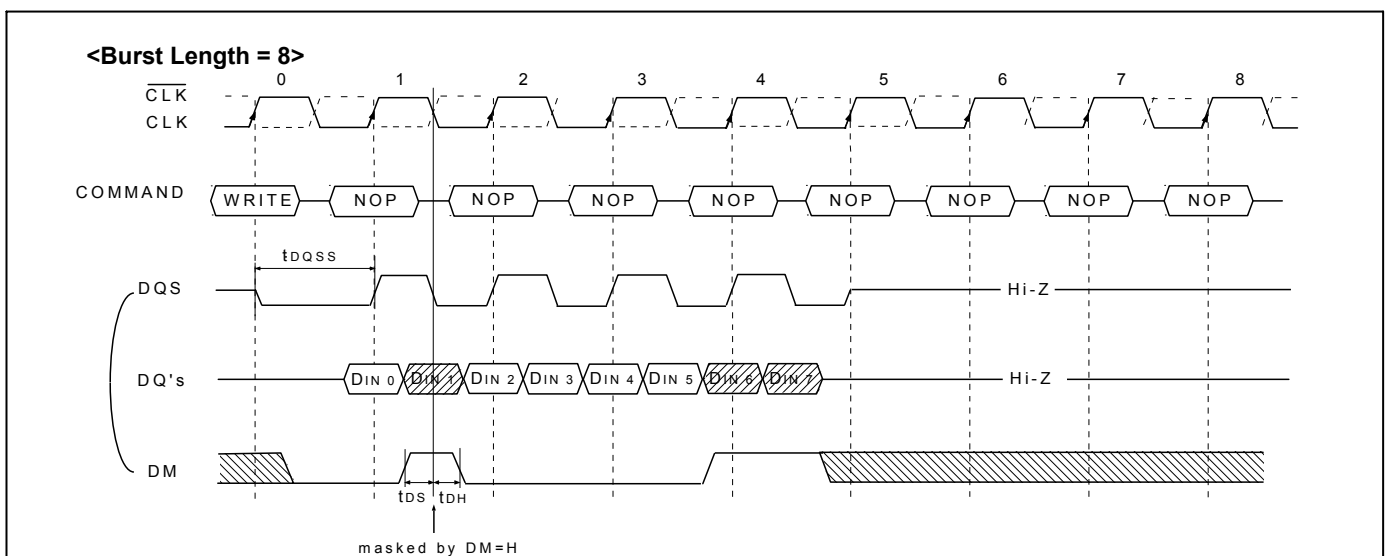 <Burst Length = 8>
0 1 2 3 4 5 6 7 8
CLK
CLK
COMMAND
WRITE NOP NOP NOP NOP NOP NOP NOP NOP
tDQSS
DQS
Hi-Z
DQ's
DIN 0 DIN 1 DIN 2 DIN 3 DIN 4 DIN 5 DIN 6 DIN 7
Hi-Z
DM
tDS tDH
masked by DM=H